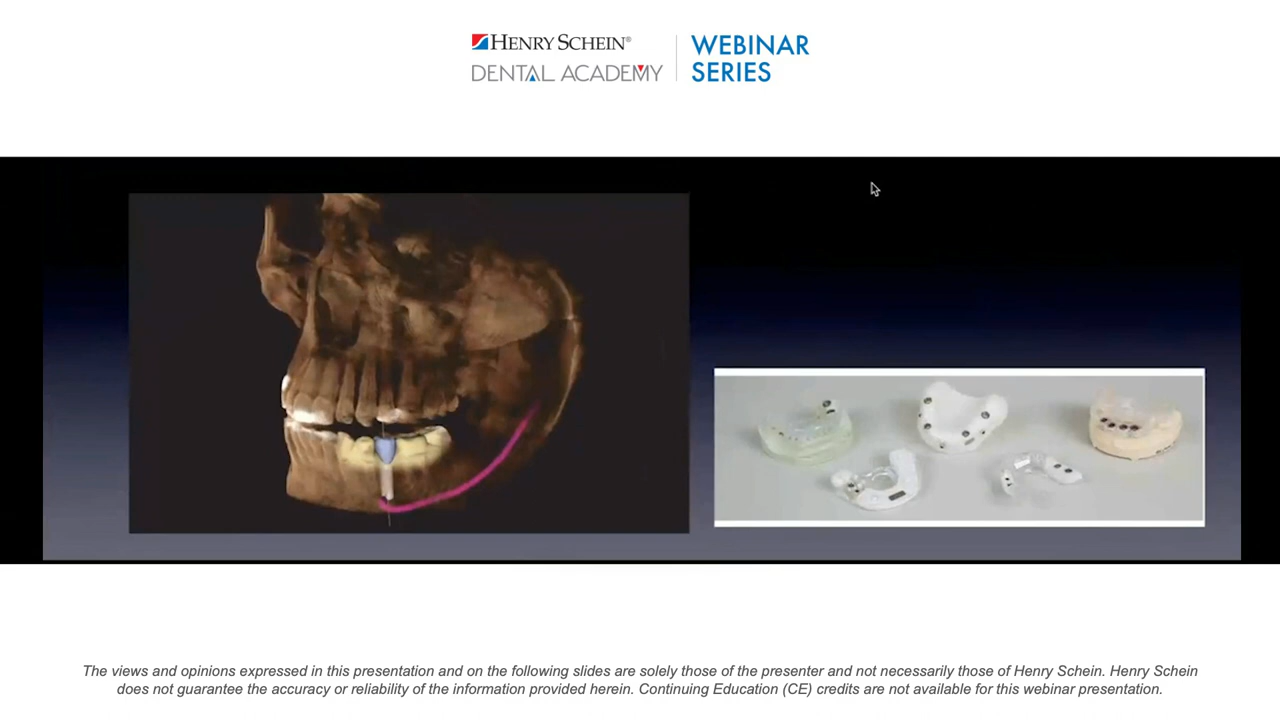 HENRY SCHEIN®
DENTAL ACADEMY
WEBINAR
SERIES
The views and opinions expressed in this presentation and on the following slides are solely those of the presenter and not necessarily those of Henry Schein. Henry Schein
does not guarantee the accuracy or reliability of the information provided herein. Continuing Education (CE) credits are not available for this webinar presentation.